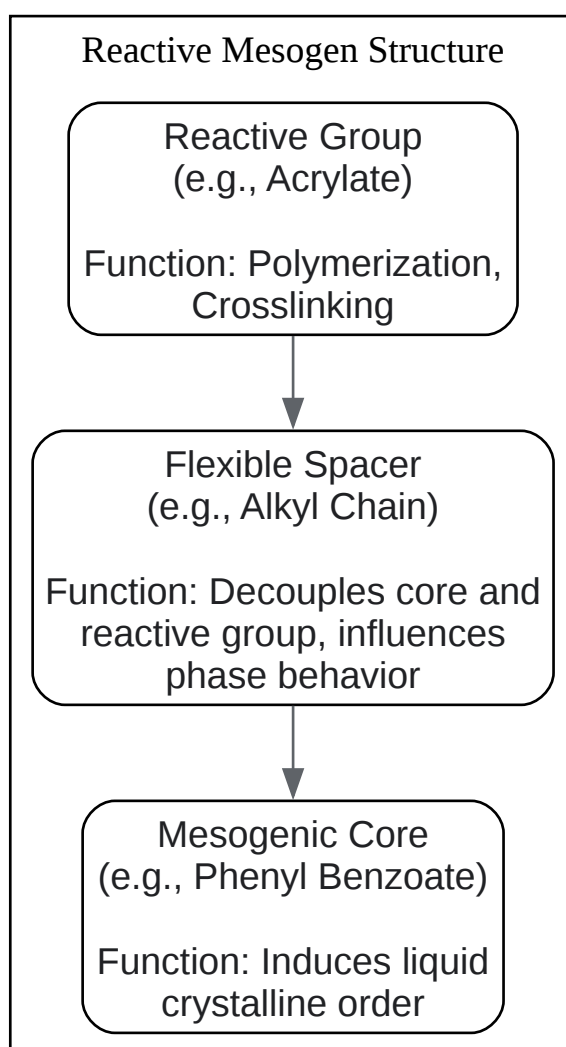 Reactive Mesogen Structure
Reactive Group
(e.g., Acrylate)
Function: Polymerization,
Crosslinking
Flexible Spacer
(e.g., Alkyl Chain)
Function: Decouples core and
reactive group, influences
phase behavior
Mesogenic Core
(e.g., Phenyl Benzoate)
Function: Induces liquid
crystalline order